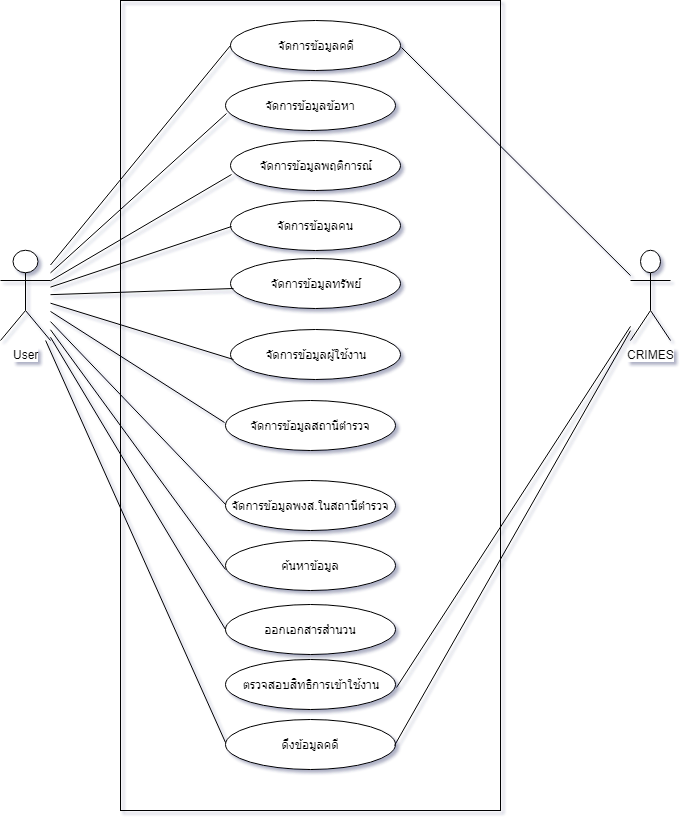 จัดการข้อมูลคดี
จัดการข้อมูลข้อหา
จัดการข้อมูลพฤติการณ์
จัดการข้อมูลคน
จัดการข้อมูลทรัพย์
User
CRIMES
จัดการข้อมูลผู้ใช้งาน
จัดการข้อมูลสถานีตำรวจ
จัดการข้อมูลพงส.ในสถานีตำรวจ
ค้นหาข้อมูล
ออกเอกสารสำนวน
ตรวจสอบสิทธิการเข้าใช้งาน
ดึงข้อมูลคดี